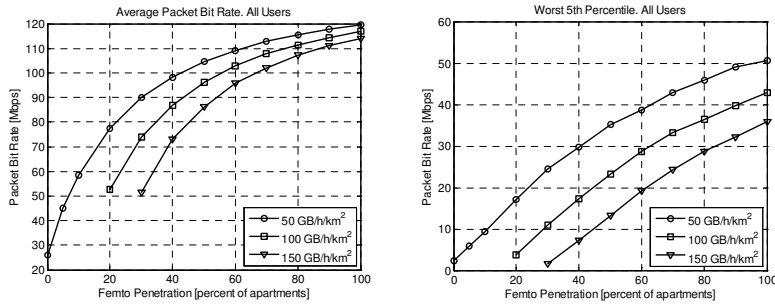 Average Packet Bit Rate. All Users
120
110
100
90
80
70
60
50
40
30
20
Packet Bit Rate [Mbps]
50 GB/h/km²
100 GB/h/km²
150 GB/h/km²
0 20 40 60 80 100
Femto Penetration [percent of apartments]
Worst 5th Percentile. All Users
60
50
40
30
20
10
0
Packet Bit Rate [Mbps]
50 GB/h/km²
100 GB/h/km²
150 GB/h/km²
0 20 40 60 80 100
Femto Penetration [percent of apartments]